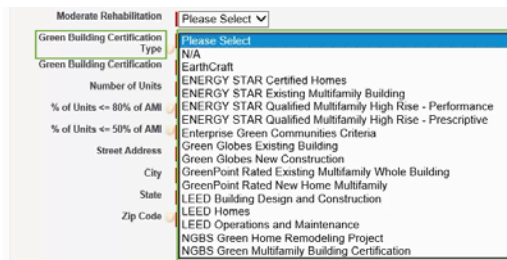 Moderate Rehabilitation Please Select
Green Building Certification Type Please Select
N/A
Green Building Certification EarthCraft
ENERGY STAR Certified Homes
Number of Units ENERGY STAR Existing Multifamily Building
% of Units <= 80% of AMI ENERGY STAR Qualified Multifamily High Rise - Performance
ENERGY STAR Qualified Multifamily High Rise - Prescriptive
% of Units <= 50% of AMI Enterprise Green Communities Criteria
Green Globes Existing Building
Street Address Green Globes New Construction
City GreenPoint Rated Existing Multifamily Whole Building
GreenPoint Rated New Home Multifamily
State LEED Building Design and Construction
LEED Homes
Zip Code LEED Operations and Maintenance
NGBS Green Home Remodeling Project
NGBS Green Multifamily Building Certification